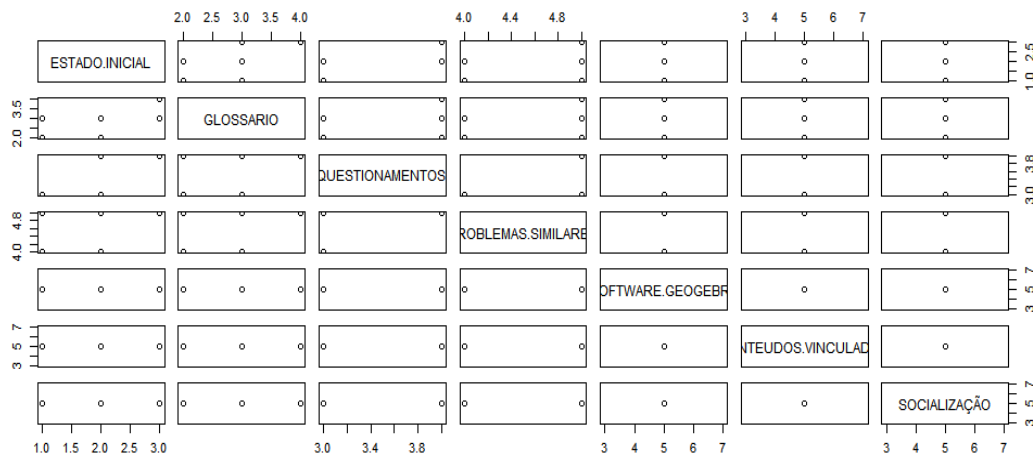 2.0 2.5 3.0 3.5 4.0 4.0 4.4 4.8 3 4 5 6 7
ESTADO.INICIAL 1.0 2.5
2.0 3.5 GLOSSARIO
QUESTIONAMENTOS 3.0 3.8
4.0 4.8 ROBLEMAS.SIMILARE
OFTWARE.GEOGEBR 3 5 7
3 5 7 NTEUDOS.VINCULAD
SOCIALIZAÇÃO 3 5 7
1.0 1.5 2.0 2.5 3.0 3.0 3.4 3.8 3 4 5 6 7 3 4 5 6 7